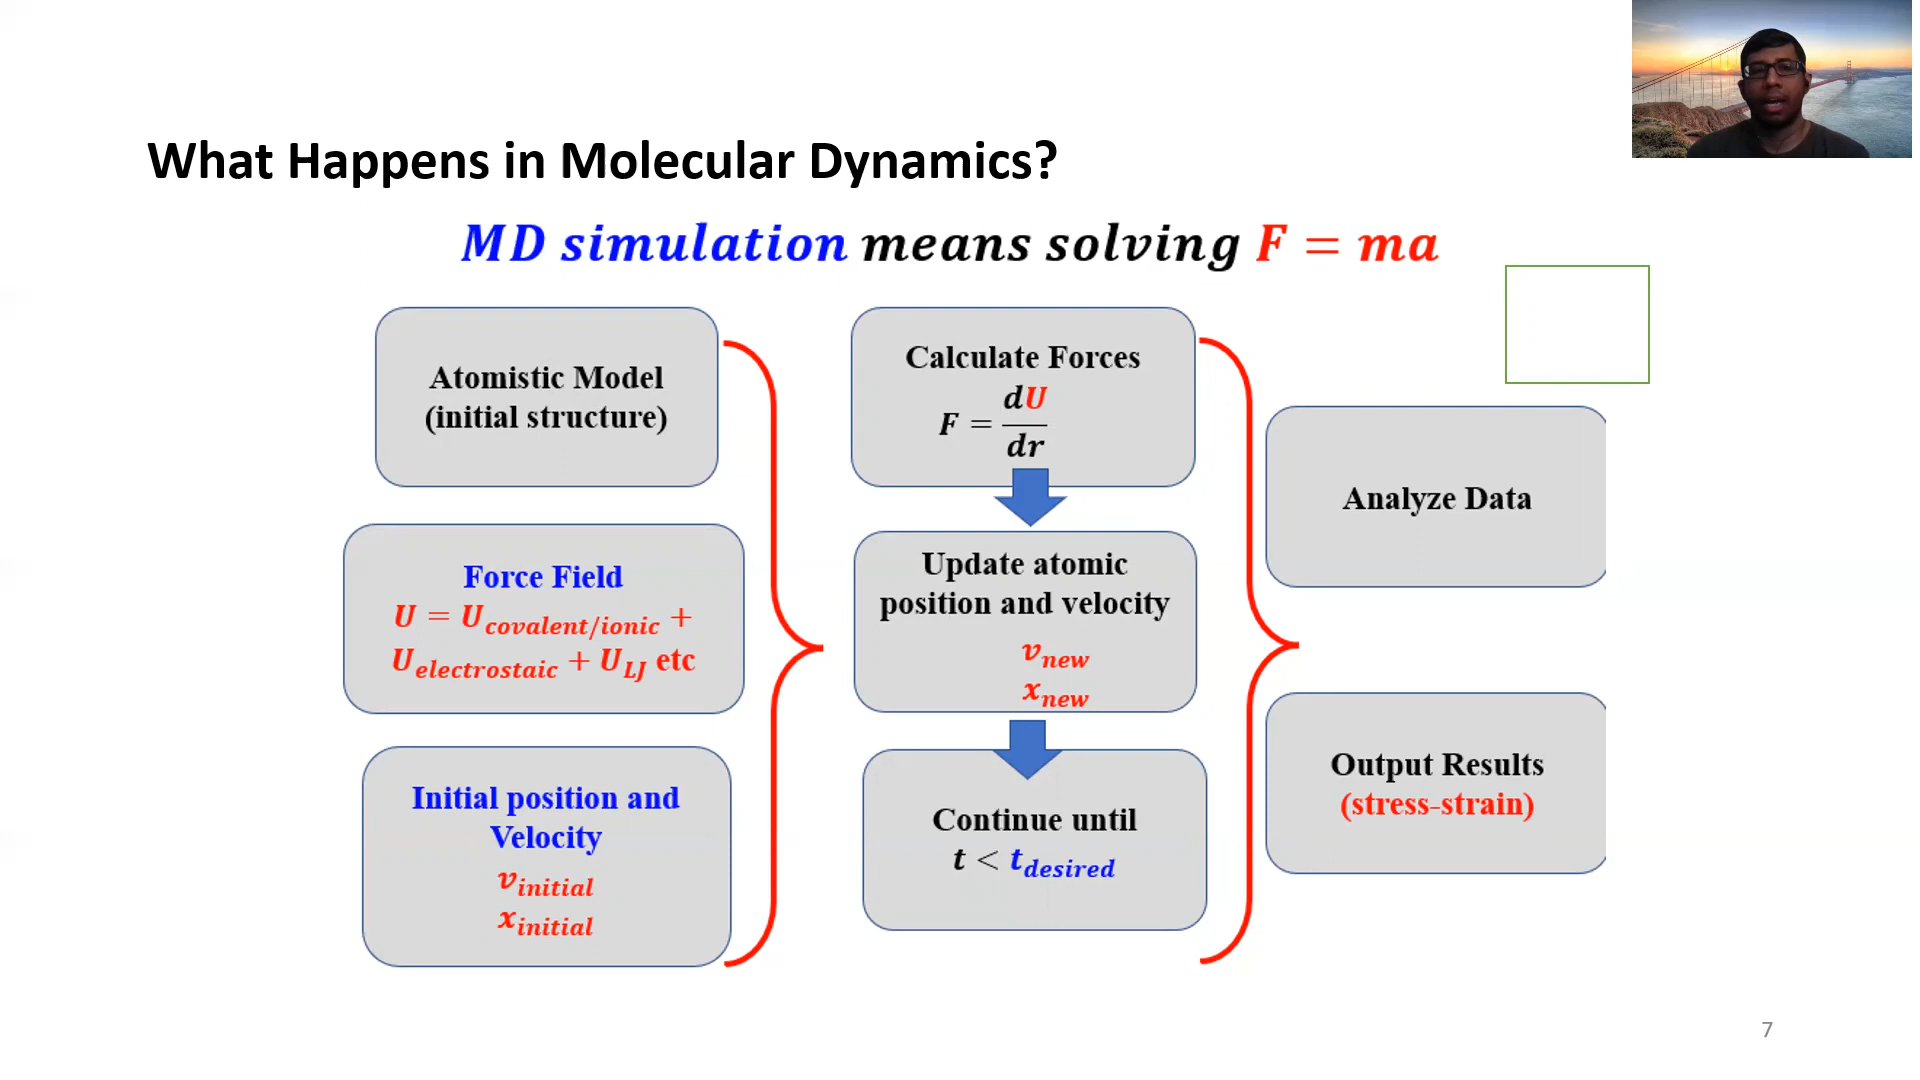 What Happens in Molecular Dynamics?
MD simulation means solving F = ma
Atomistic Model
(initial structure)
Force Field
U = U_covalent/ionic +
U_electrostaic + U_LJ etc
Initial position and
Velocity
v_initial
x_initial
Calculate Forces
F = dU/dr
Update atomic
position and velocity
v_new
x_new
Continue until
t < t_desired
Analyze Data
Output Results
(stress-strain)
7